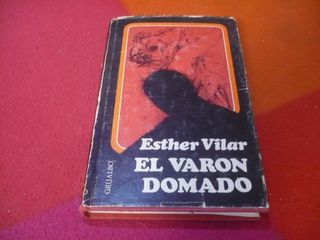 Esther Vilar
EL VARON
DOMADO
GRIJALBO